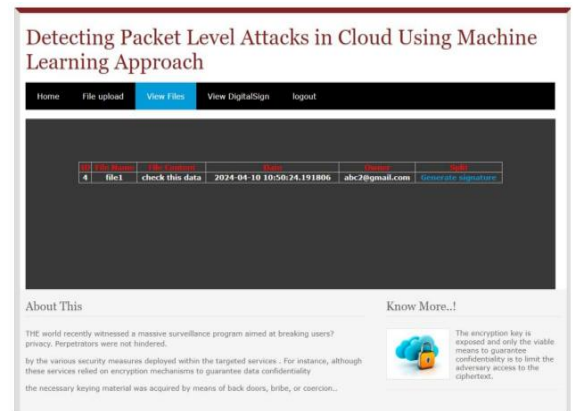 Detecting Packet Level Attacks in Cloud Using Machine
Learning Approach
Home File upload View Files View DigitalSign logout
ID File Name File Content Date Owner Split
4 file1 check this data 2024-04-10 10:50:24.191806 abc2@gmail.com Generate signature
About This
THE world recently witnessed a massive surveillance program aimed at breaking users?
privacy. Perpetrators were not hindered.
by the various security measures deployed within the targeted services . For instance, although
these services relied on encryption mechanisms to guarantee data confidentiality
the necessary keying material was acquired by means of back doors, bribe, or coercion..
Know More..!
The encryption key is
exposed and only the viable
means to guarantee
confidentiality is to limit the
adversary access to the
ciphertext.